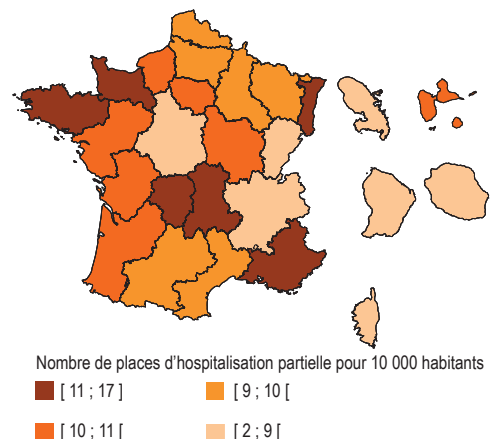 Nombre de places d’hospitalisation partielle pour 10 000 habitants
[ 11 ; 17 ] [ 9 ; 10 [
[ 10 ; 11 [ [ 2 ; 9 [